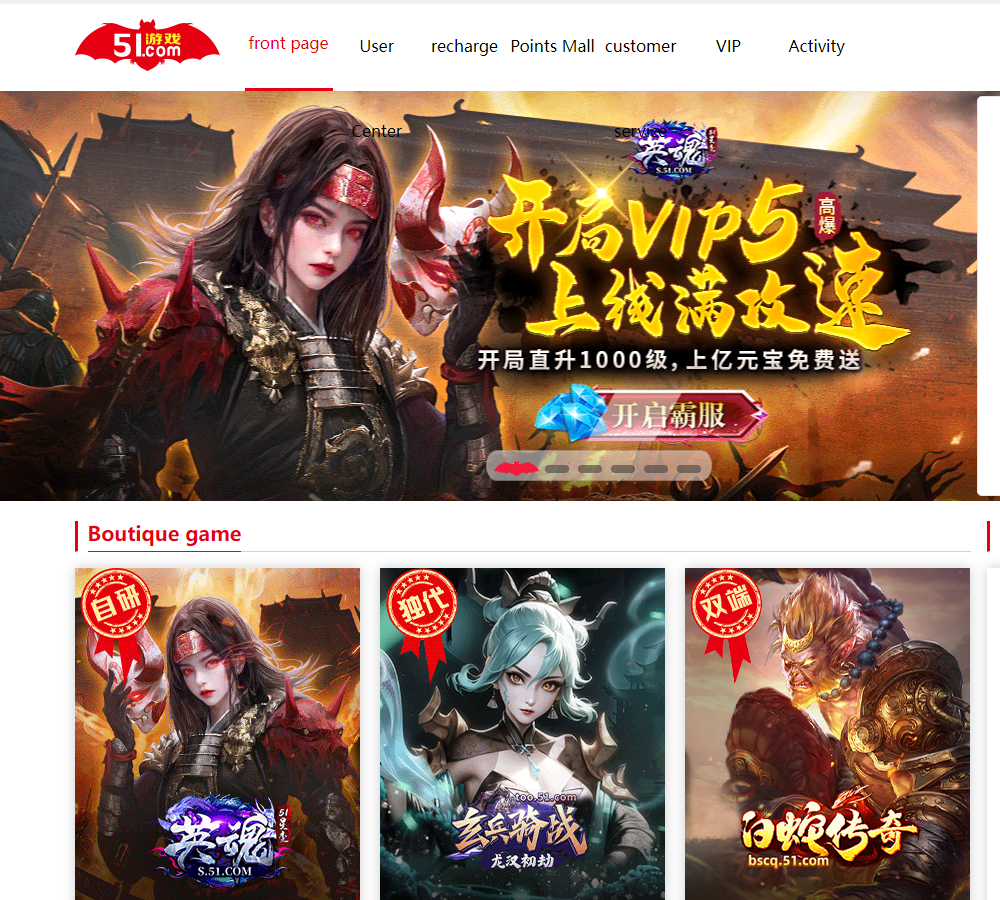 51游戏
.com
front page
User
Center
recharge
Points Mall
customer
service
VIP
Activity
英魂
S.51.COM
开局VIP5
高爆
上线满攻速
开局直升1000级,上亿元宝免费送
开启霸服
Boutique game
自研
英魂
S.51.COM
独代
too.51.com
玄兵骑战
龙汉初劫
双端
白蛇传奇
bscq.51.com